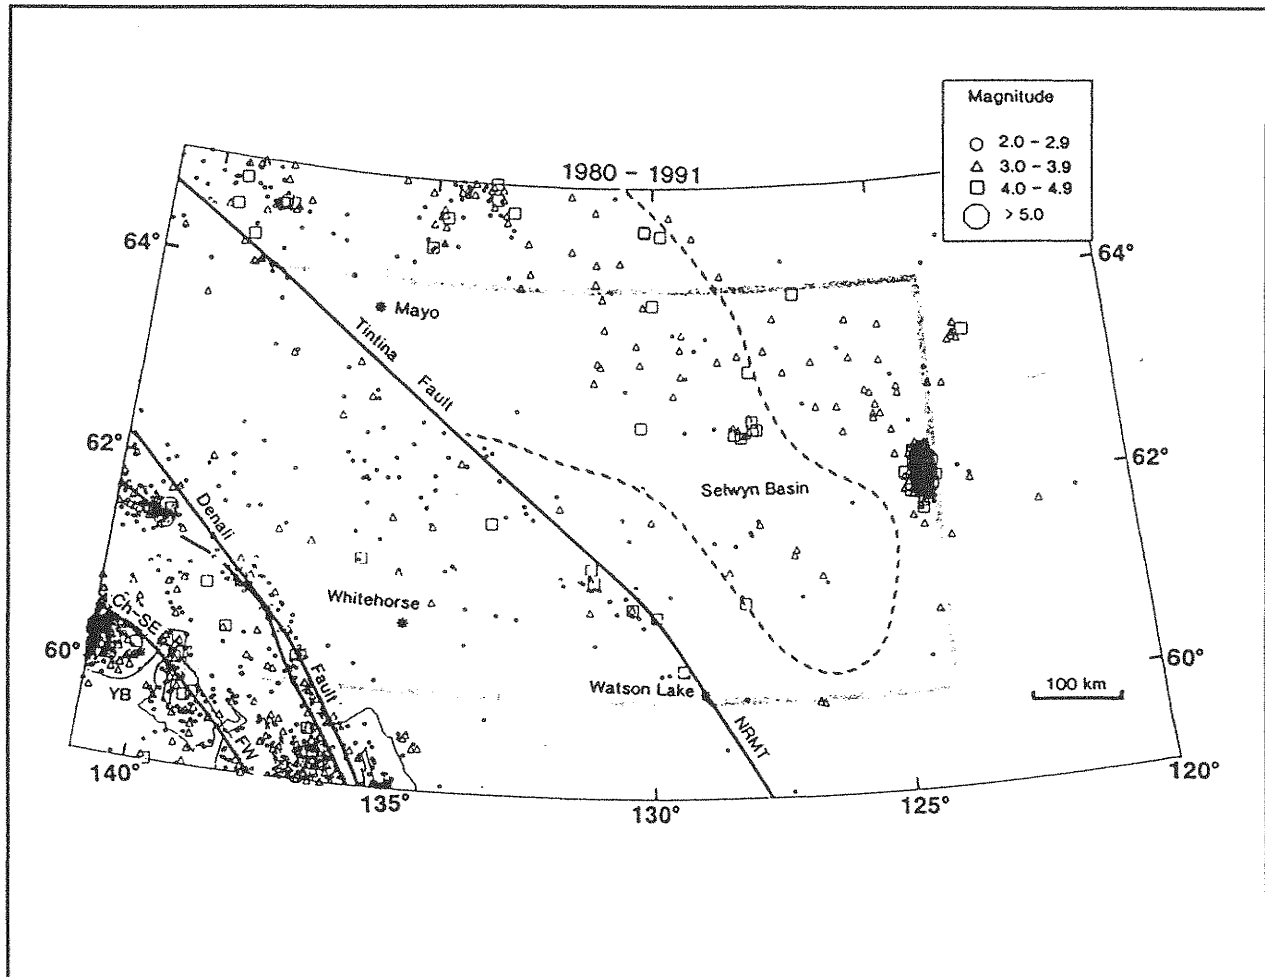 Magnitude
2.0 - 2.9
3.0 - 3.9
4.0 - 4.9
> 5.0
1980 - 1991
64°
64°
Mayo
Tintina
Fault
62°
62°
Selwyn Basin
Denali
Whitehorse
Ch-SE
60°
60°
Fault
YB
Watson Lake
100 km
NRMT
FW
140°
135°
130°
125°
120°